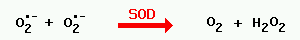 SOD
O₂•⁻ + O₂•⁻ → O₂ + H₂O₂